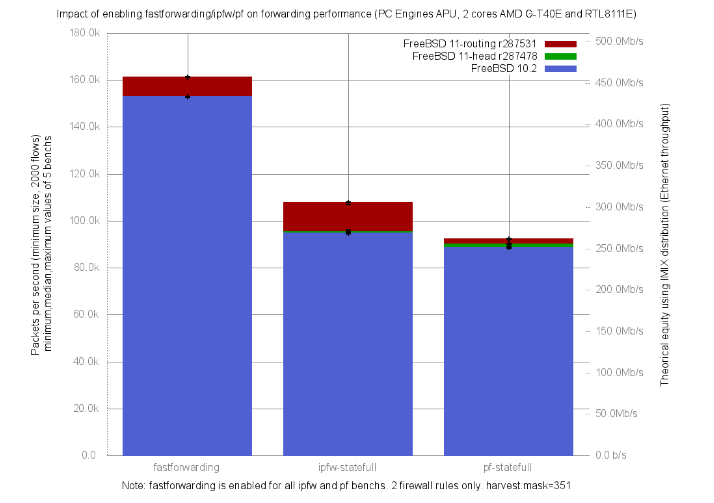 Impact of enabling fastforwarding/ipfw/pf on forwarding performance (PC Engines APU, 2 cores AMD G-T40E and RTL8111E)
FreeBSD 11-routing r287531
FreeBSD 11-head r287478
FreeBSD 10.2
180.0k
160.0k
140.0k
120.0k
100.0k
80.0k
60.0k
40.0k
20.0k
0.0
Packets per second (minimum size, 2000 flows)
minimum,median,maximum values of 5 benchs
500.0Mb/s
450.0Mb/s
400.0Mb/s
350.0Mb/s
300.0Mb/s
250.0Mb/s
200.0Mb/s
150.0Mb/s
100.0Mb/s
50.0Mb/s
0.0 b/s
Theorical equity using IMIX distribution (Ethernet throughput)
fastforwarding
ipfw-statefull
pf-statefull
Note: fastforwarding is enabled for all ipfw and pf benchs. 2 firewall rules only. harvest.mask=351